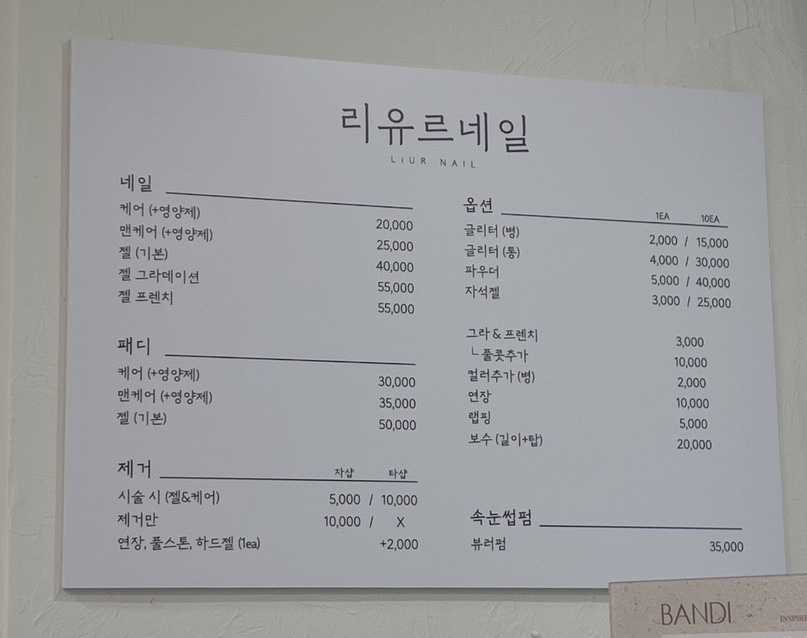 리유르네일
LIUR NAIL
네일
케어 (+영양제) 20,000
맨케어 (+영양제) 25,000
젤 (기본) 40,000
젤 그라데이션 55,000
젤 프렌치 55,000
패디
케어 (+영양제) 30,000
맨케어 (+영양제) 35,000
젤 (기본) 50,000
제거 자샵 타샵
시술 시 (젤&케어) 5,000 / 10,000
제거만 10,000 / X
연장, 풀스톤, 하드젤 (1ea) +2,000
옵션 1EA 10EA
글리터 (병) 2,000 / 15,000
글리터 (통) 4,000 / 30,000
파우더 5,000 / 40,000
자석젤 3,000 / 25,000
그라 & 프렌치 3,000
ㄴ풀콧추가 10,000
컬러추가 (병) 2,000
연장 10,000
랩핑 5,000
보수 (길이+탑) 20,000
속눈썹펌
뷰러펌 35,000
BANDI